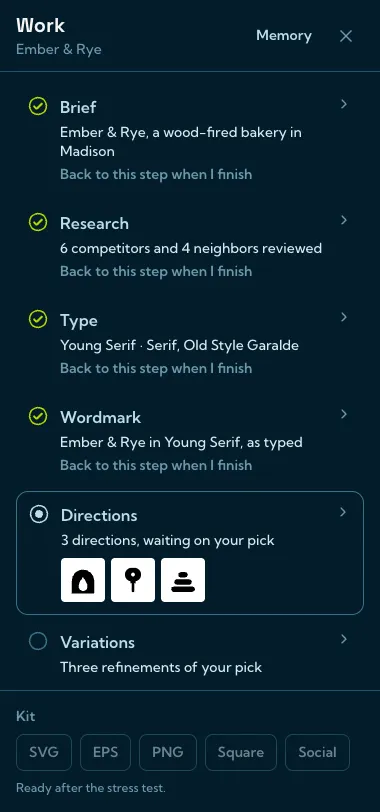 Work
Ember & Rye
Memory
Brief
Ember & Rye, a wood-fired bakery in
Madison
Back to this step when I finish
Research
6 competitors and 4 neighbors reviewed
Back to this step when I finish
Type
Young Serif · Serif, Old Style Garalde
Back to this step when I finish
Wordmark
Ember & Rye in Young Serif, as typed
Back to this step when I finish
Directions
3 directions, waiting on your pick
Variations
Three refinements of your pick
Kit
SVG EPS PNG Square Social
Ready after the stress test.